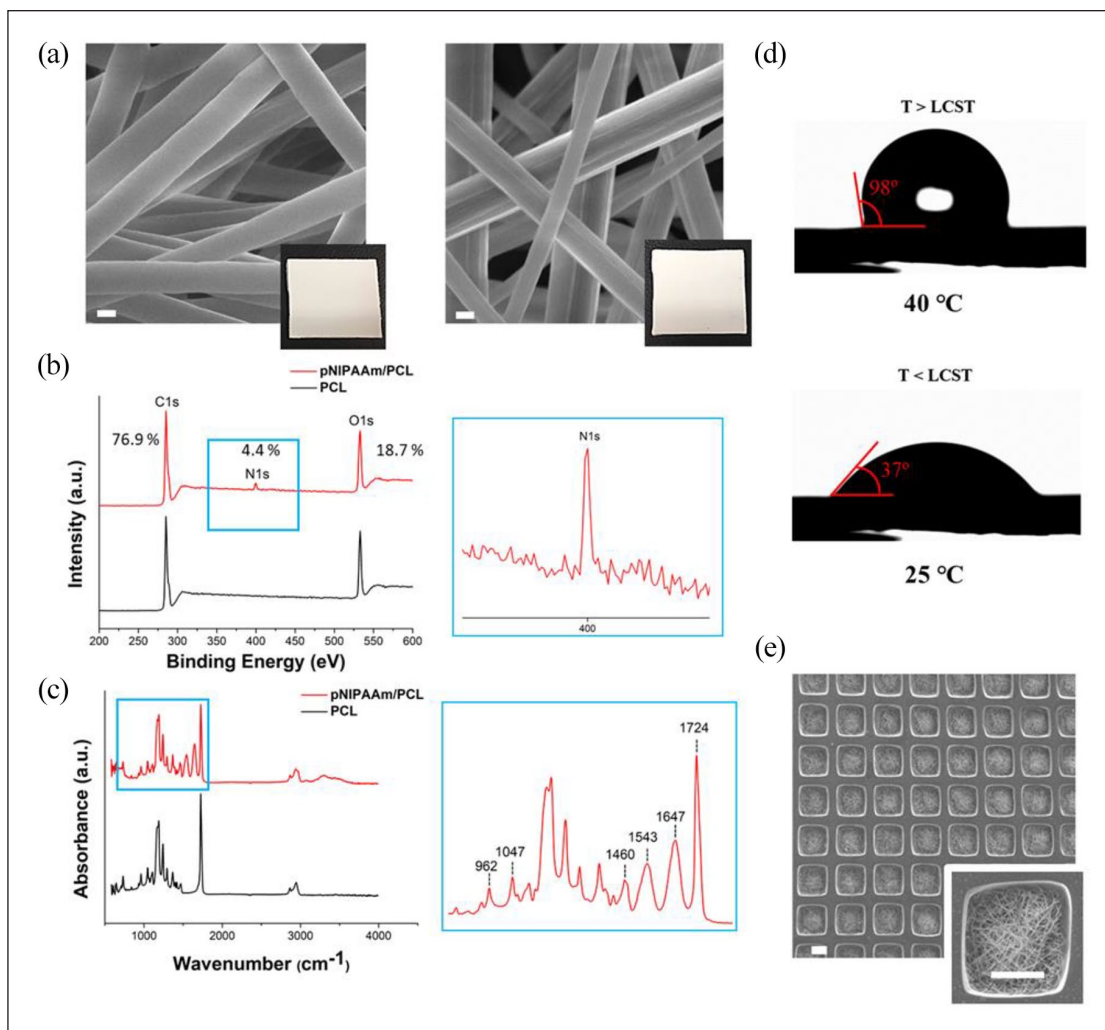 (a)
(b)
pNIPAAm/PCL
PCL
C1s
O1s
76.9 %
4.4 %
18.7 %
N1s
Intensity (a.u.)
200 250 300 350 400 450 500 550 600
Binding Energy (eV)
N1s
400
(c)
pNIPAAm/PCL
PCL
Absorbance (a.u.)
1000 2000 3000 4000
Wavenumber (cm-1)
1724
1647
1543
1460
1047
962
(d)
T > LCST
98º
40 °C
T < LCST
37º
25 °C
(e)